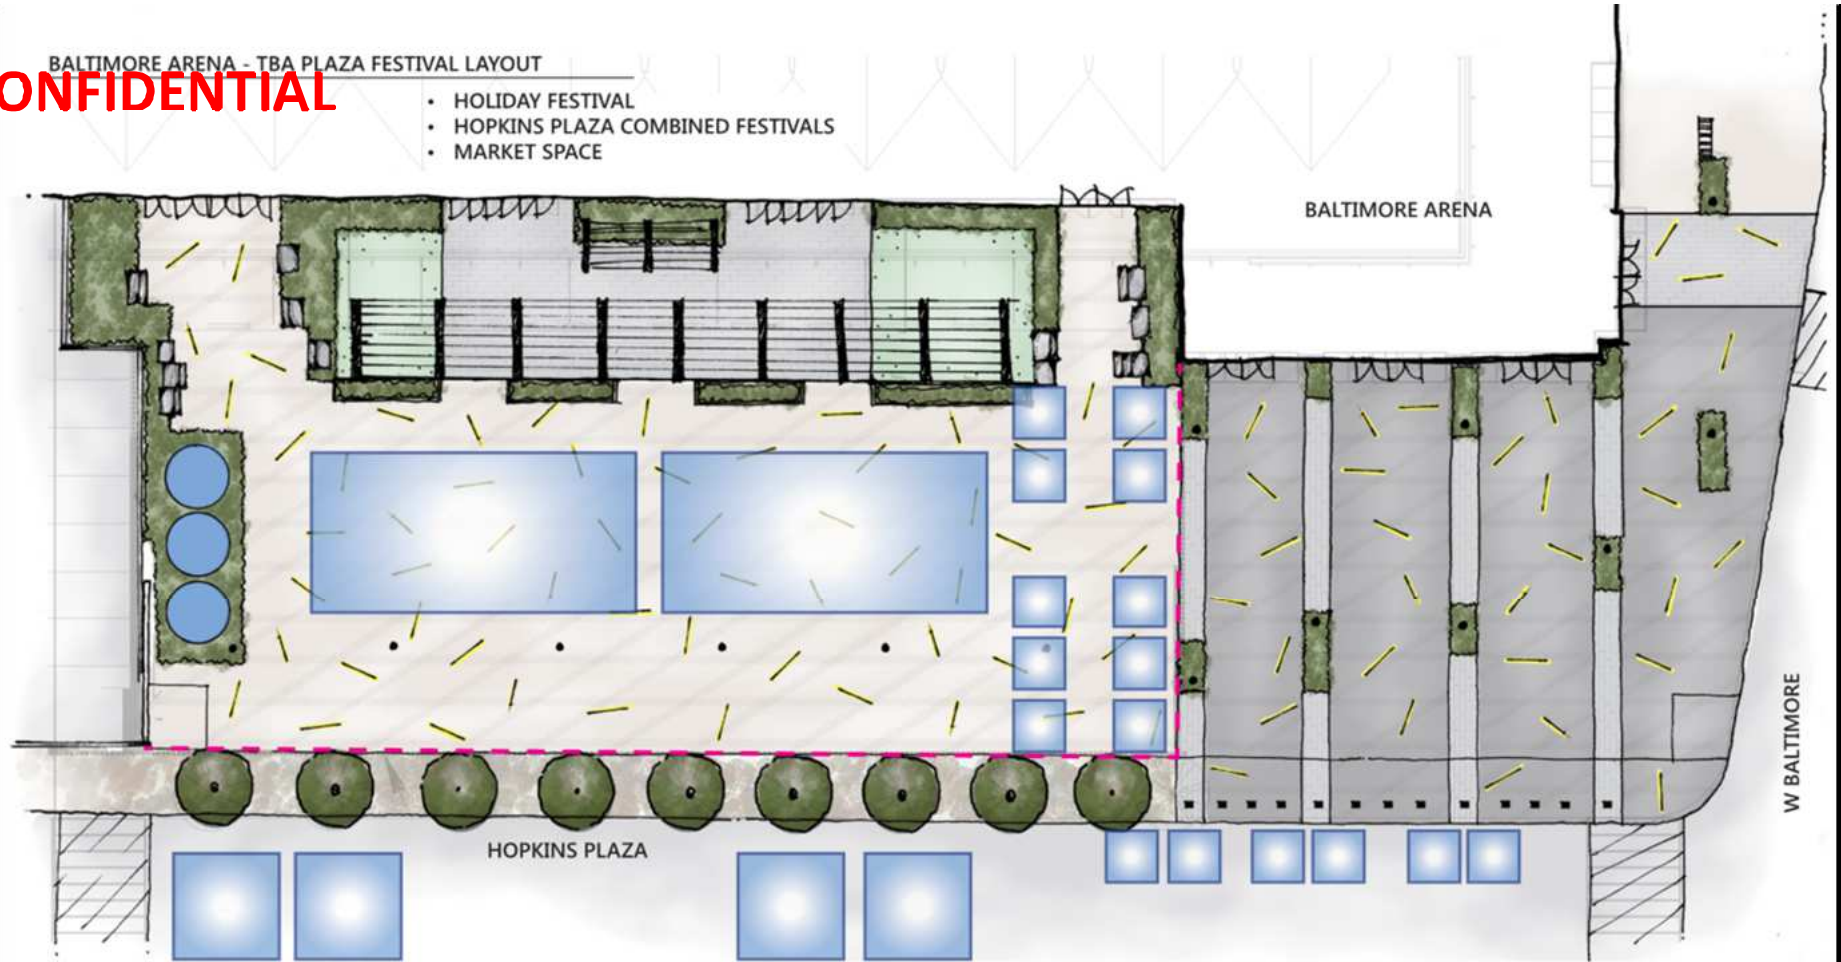 BALTIMORE ARENA - TBA PLAZA FESTIVAL LAYOUT
ONFIDENTIAL
• HOLIDAY FESTIVAL
• HOPKINS PLAZA COMBINED FESTIVALS
• MARKET SPACE
BALTIMORE ARENA
W BALTIMORE
HOPKINS PLAZA